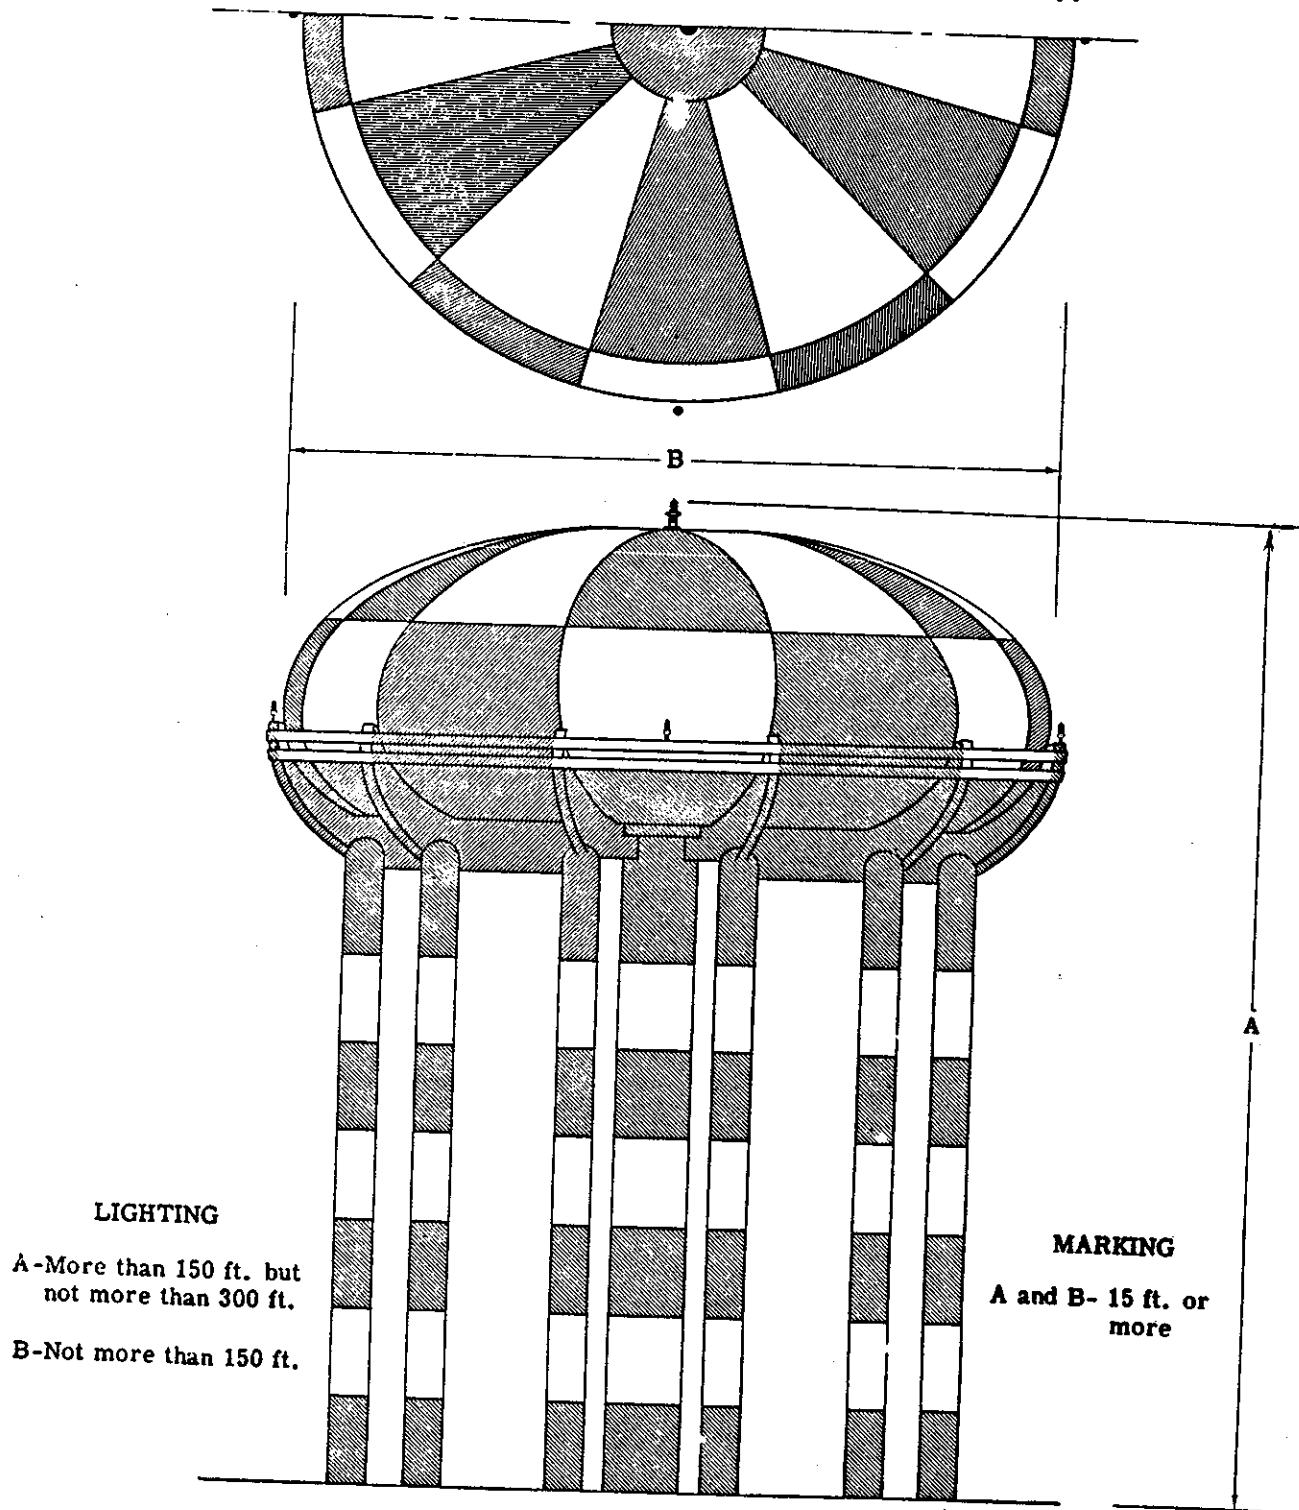 B
A
LIGHTING
A-More than 150 ft. but
not more than 300 ft.
B-Not more than 150 ft.
MARKING
A and B- 15 ft. or
more